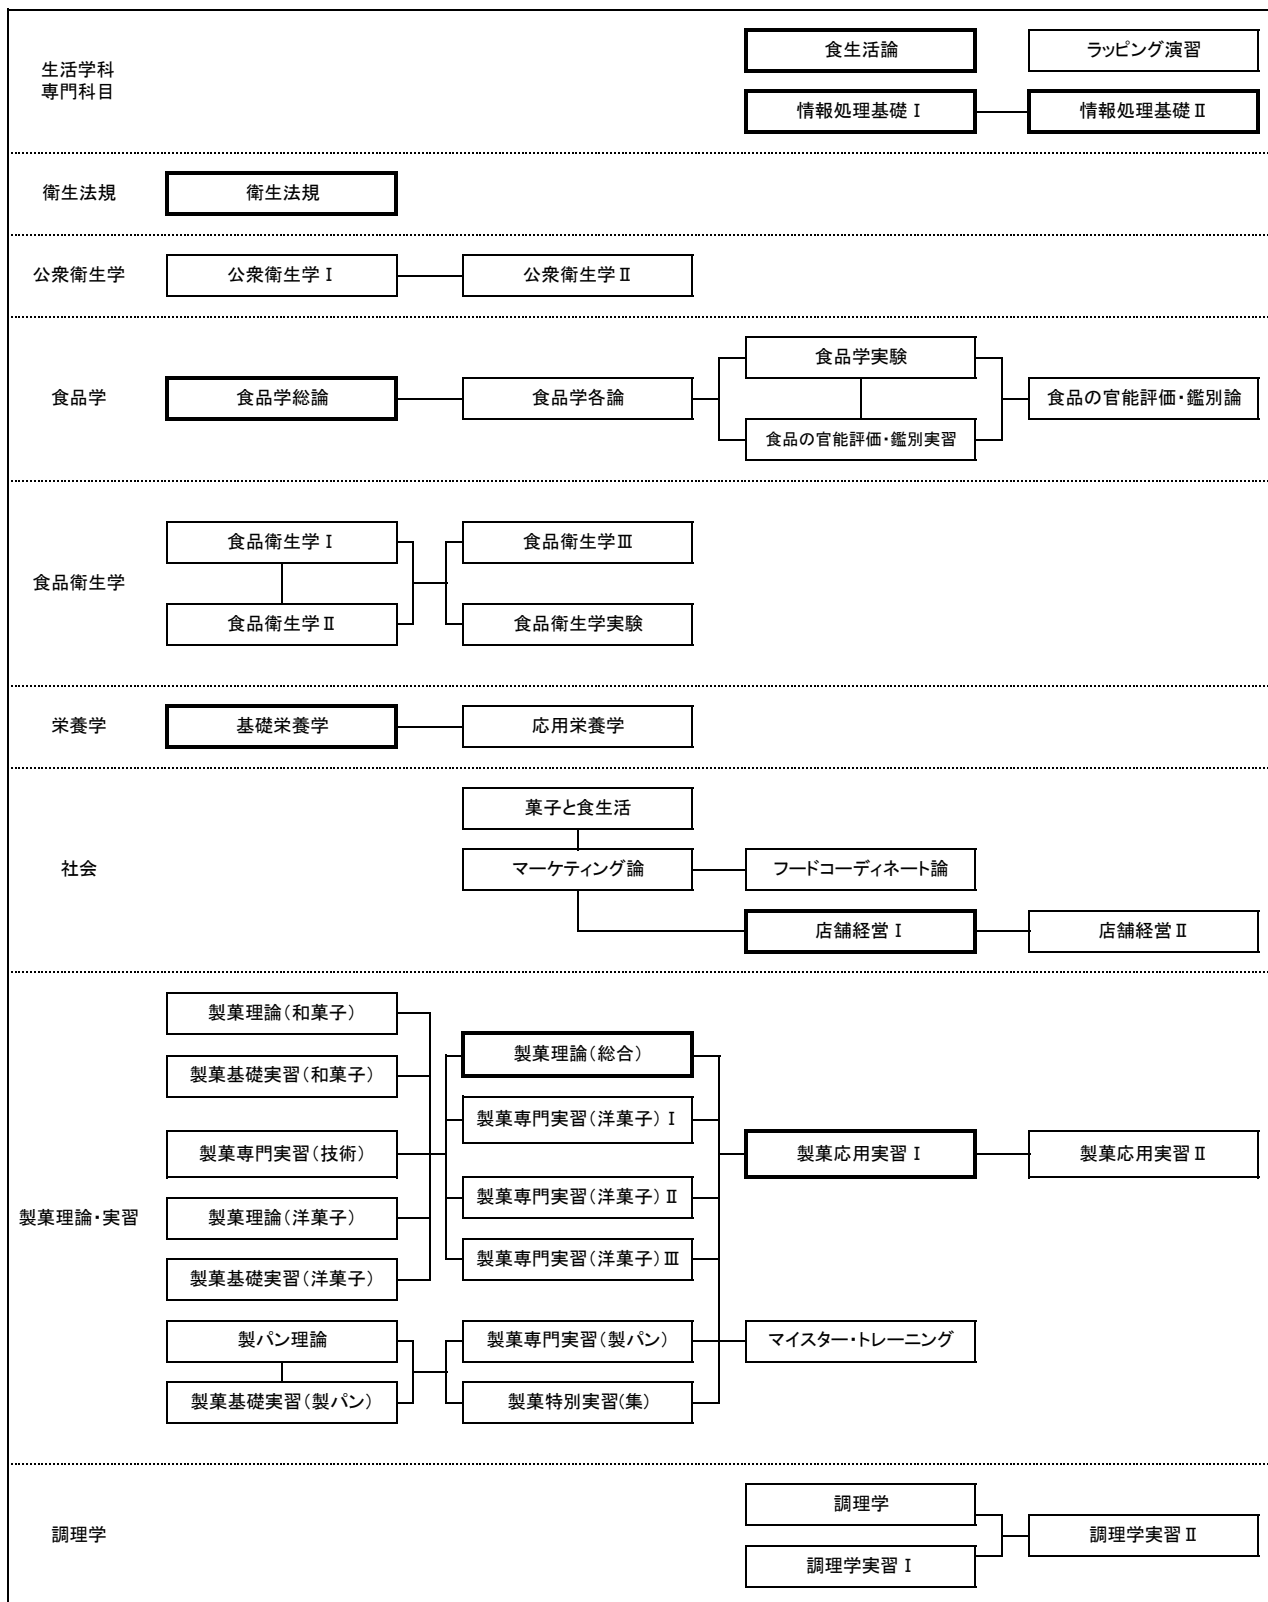 生活学科
専門科目
食生活論
ラッピング演習
情報処理基礎Ⅰ
情報処理基礎Ⅱ
衛生法規
衛生法規
公衆衛生学
公衆衛生学Ⅰ
公衆衛生学Ⅱ
食品学
食品学総論
食品学各論
食品学実験
食品の官能評価・鑑別実習
食品の官能評価・鑑別論
食品衛生学
食品衛生学Ⅰ
食品衛生学Ⅱ
食品衛生学Ⅲ
食品衛生学実験
栄養学
基礎栄養学
応用栄養学
社会
菓子と食生活
マーケティング論
フードコーディネート論
店舗経営Ⅰ
店舗経営Ⅱ
製菓理論・実習
製菓理論(和菓子)
製菓基礎実習(和菓子)
製菓専門実習(技術)
製菓理論(洋菓子)
製菓基礎実習(洋菓子)
製パン理論
製菓基礎実習(製パン)
製菓理論(総合)
製菓専門実習(洋菓子)Ⅰ
製菓専門実習(洋菓子)Ⅱ
製菓専門実習(洋菓子)Ⅲ
製菓専門実習(製パン)
製菓特別実習(集)
製菓応用実習Ⅰ
製菓応用実習Ⅱ
マイスター・トレーニング
調理学
調理学
調理学実習Ⅰ
調理学実習Ⅱ